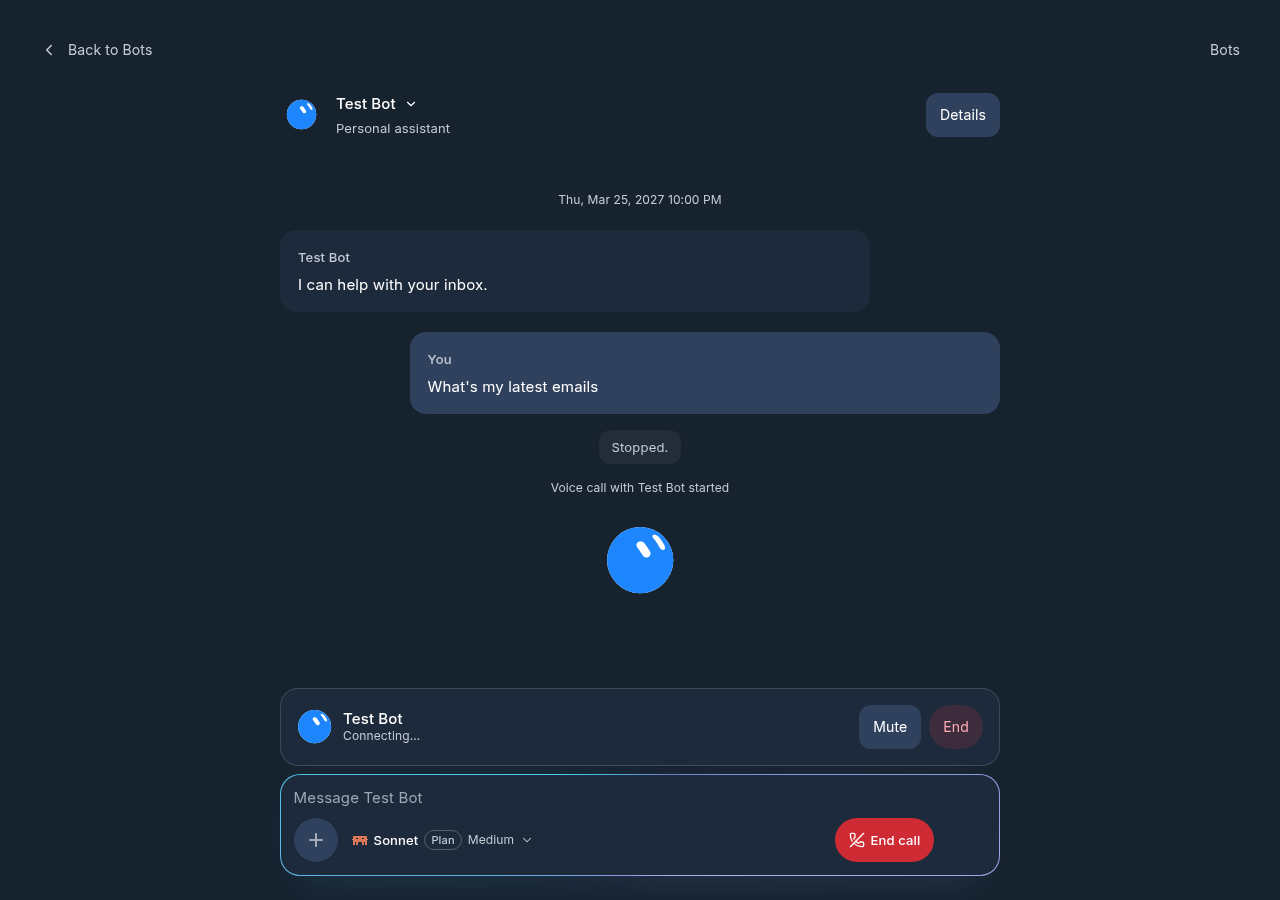 Back to Bots
Bots
Test Bot
Personal assistant
Details
Thu, Mar 25, 2027 10:00 PM
Test Bot
I can help with your inbox.
You
What's my latest emails
Stopped.
Voice call with Test Bot started
Test Bot
Connecting...
Mute
End
Message Test Bot
Sonnet Plan Medium
End call